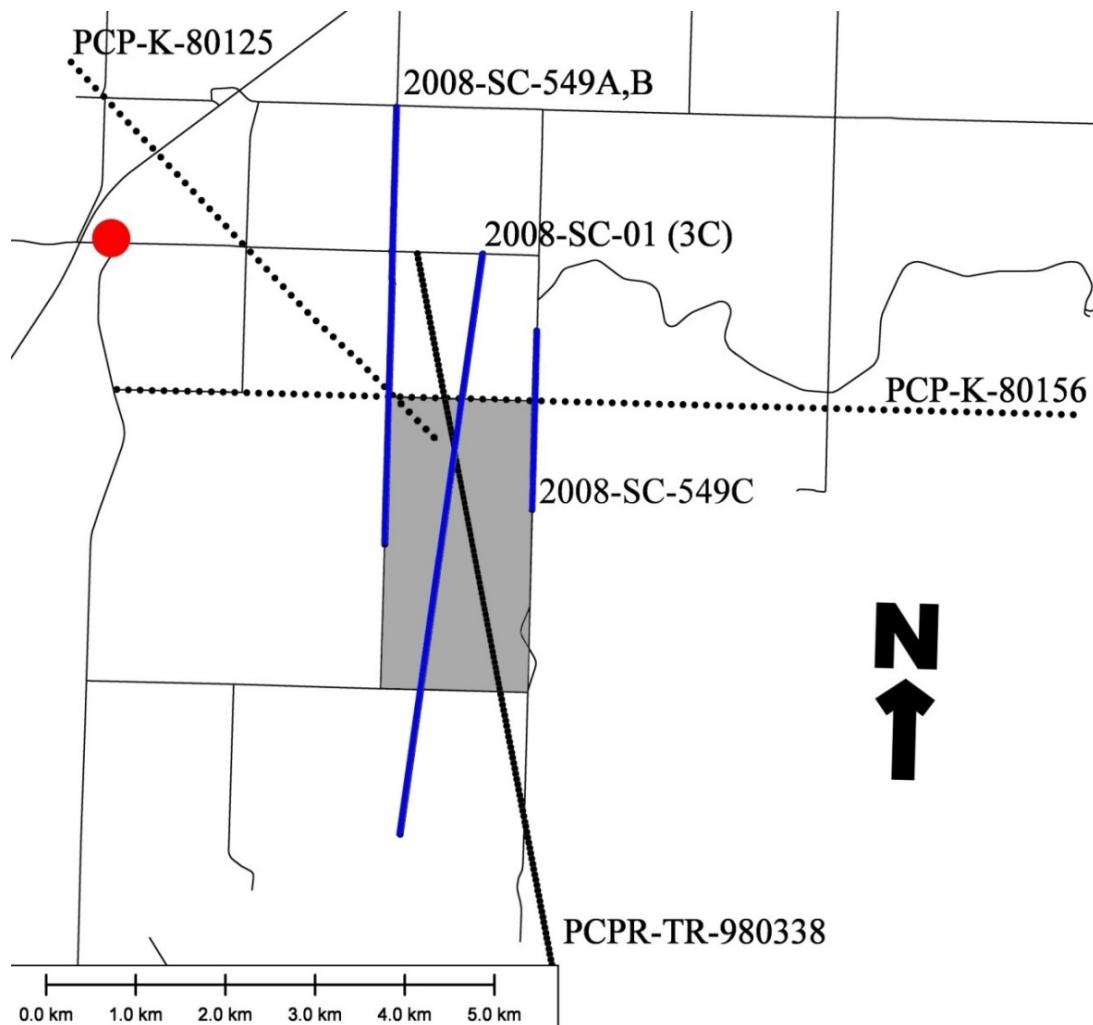 PCP-K-80125
2008-SC-549A,B
2008-SC-01 (3C)
PCP-K-80156
2008-SC-549C
N
PCPR-TR-980338
0.0 km 1.0 km 2.0 km 3.0 km 4.0 km 5.0 km